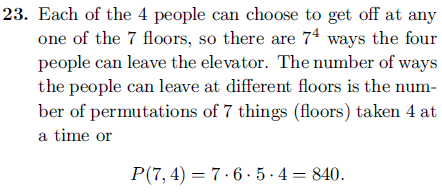 23. Each of the 4 people can choose to get off at any
one of the 7 floors, so there are 7⁴ ways the four
people can leave the elevator. The number of ways
the people can leave at different floors is the num-
ber of permutations of 7 things (floors) taken 4 at
a time or
P(7, 4) = 7 · 6 · 5 · 4 = 840.